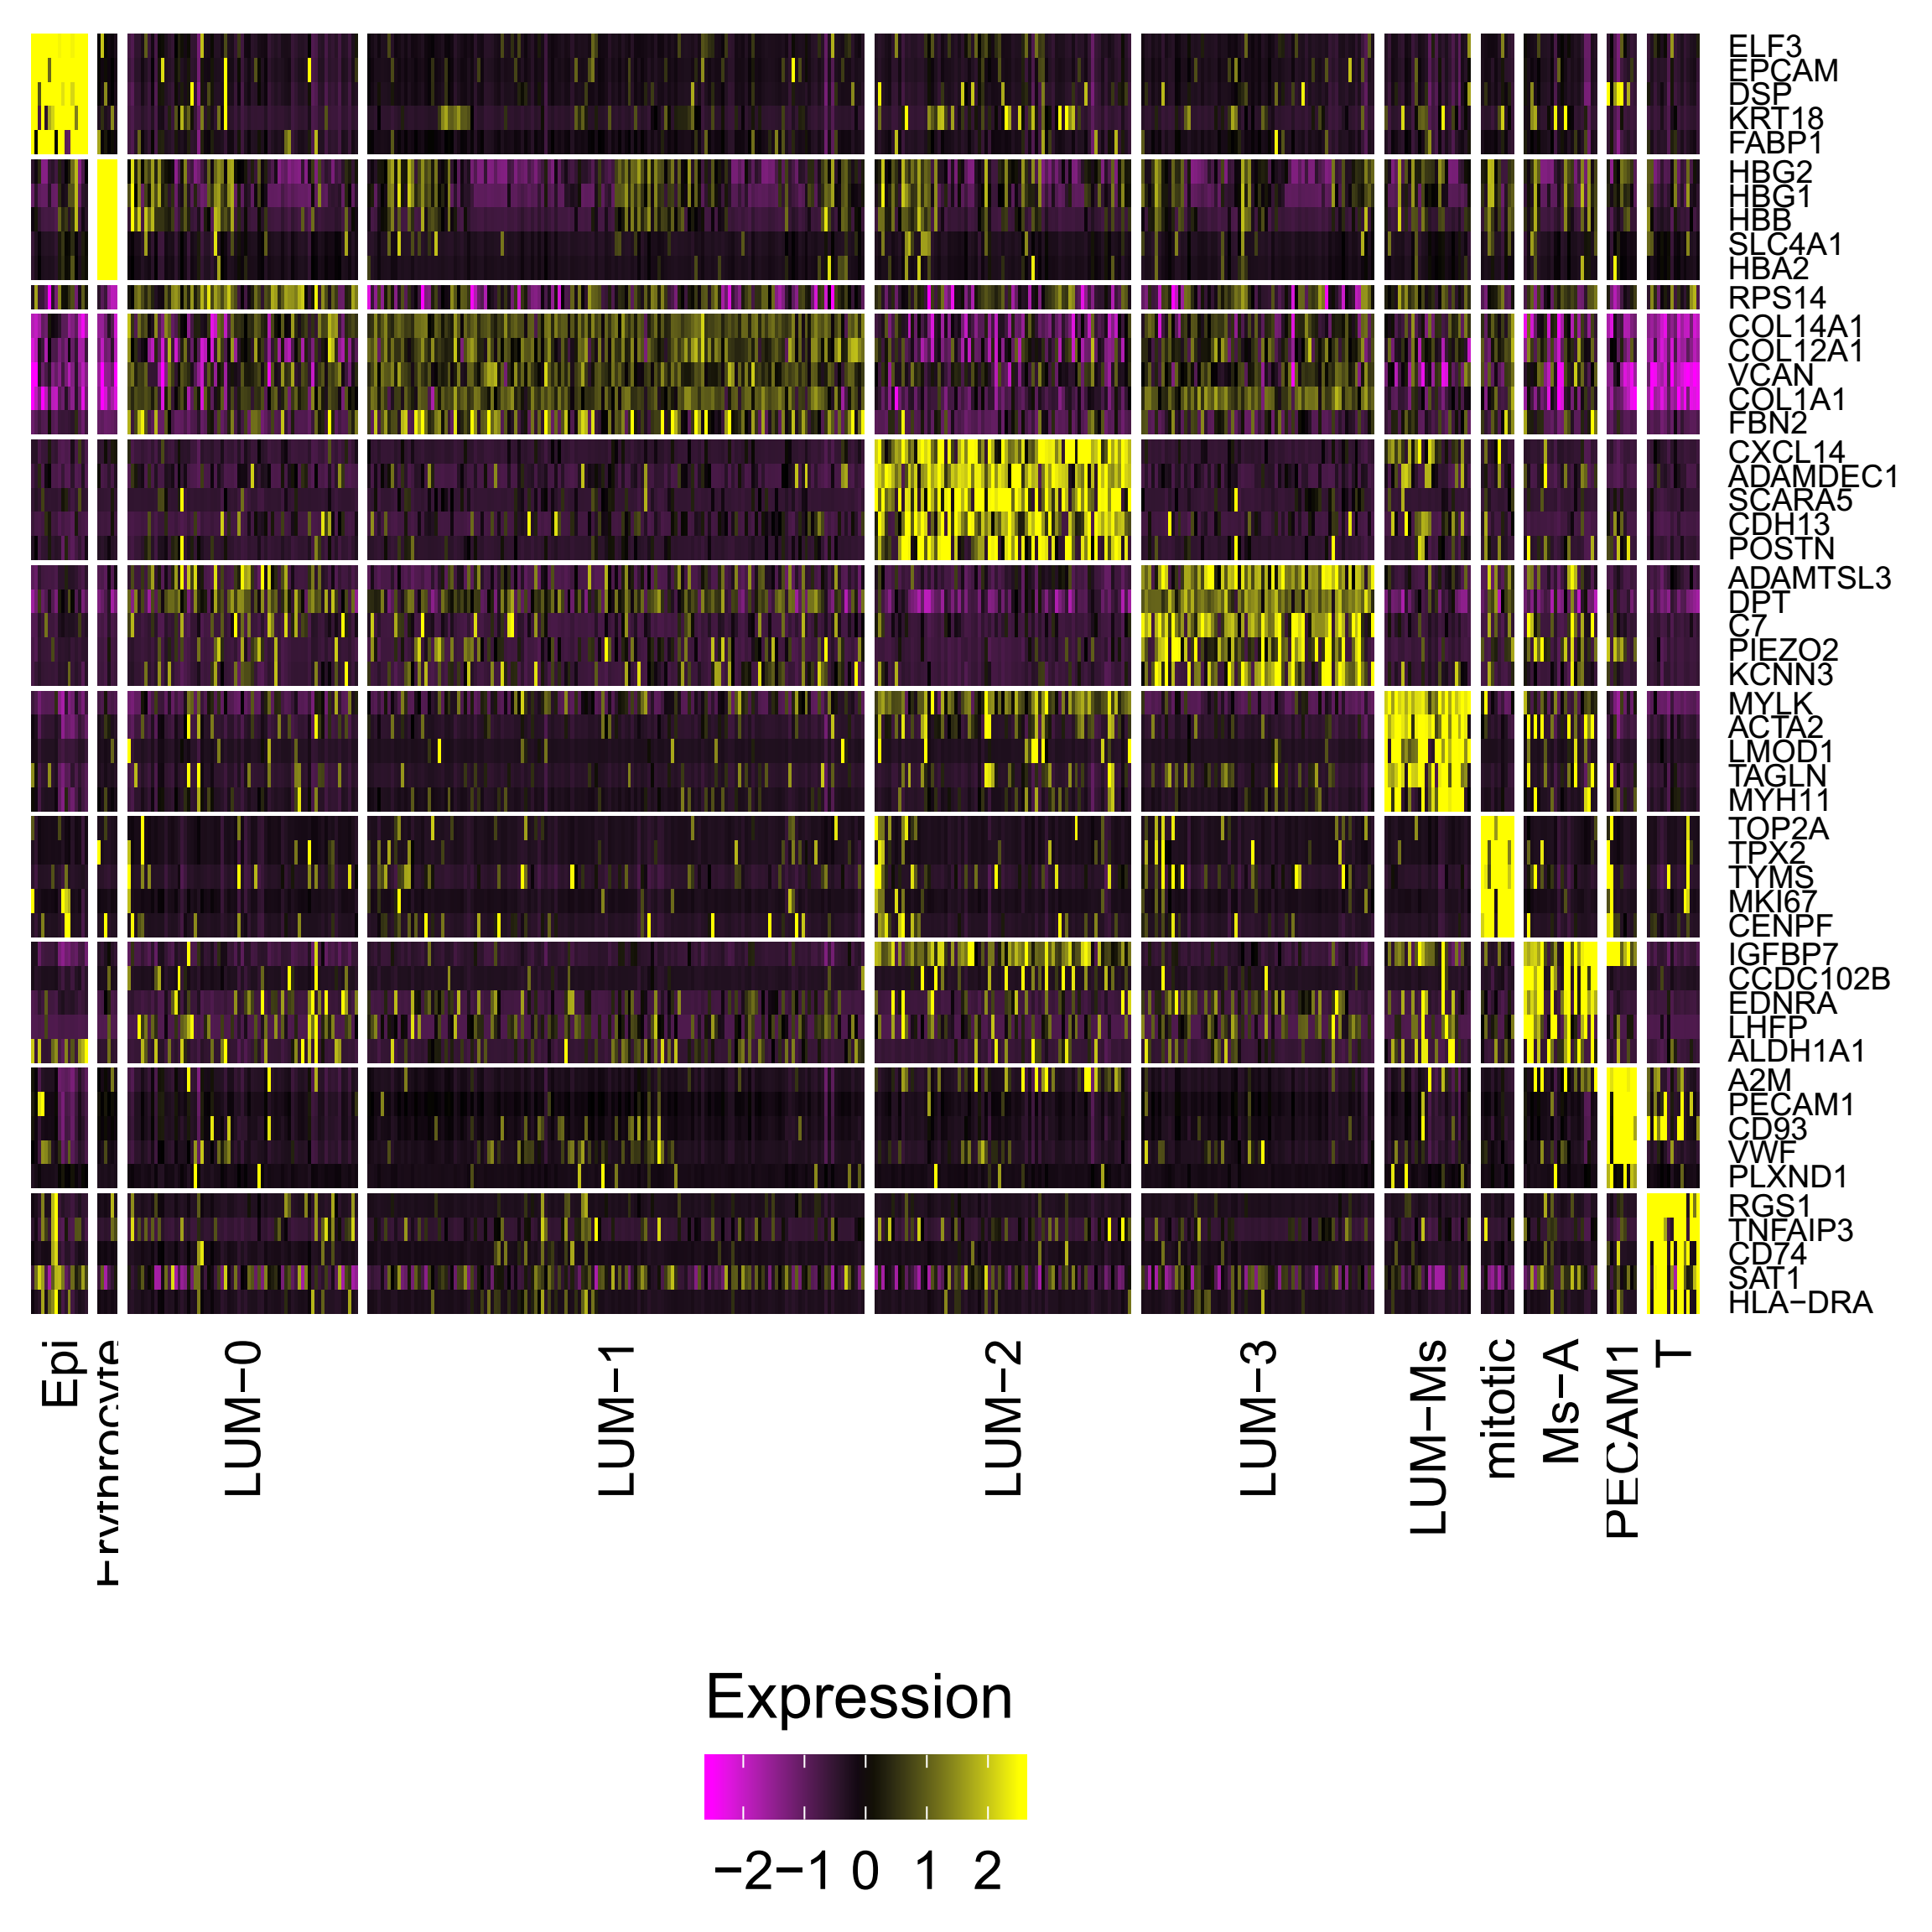 ELF3
EPCAM
DSP
KRT18
FABP1
HBG2
HBG1
HBB
SLC4A1
HBA2
RPS14
COL14A1
COL12A1
VCAN
COL1A1
FBN2
CXCL14
ADAMDEC1
SCARA5
CDH13
POSTN
ADAMTSL3
DPT
C7
PIEZO2
KCNN3
MYLK
ACTA2
LMOD1
TAGLN
MYH11
TOP2A
TPX2
TYMS
MKI67
CENPF
IGFBP7
CCDC102B
EDNRA
LHFP
ALDH1A1
A2M
PECAM1
CD93
VWF
PLXND1
RGS1
TNFAIP3
CD74
SAT1
HLA−DRA
Epi
Erythrocyte
LUM−0
LUM−1
LUM−2
LUM−3
LUM−Ms
mitotic
Ms−A
PECAM1
T
Expression
−2 −1 0 1 2